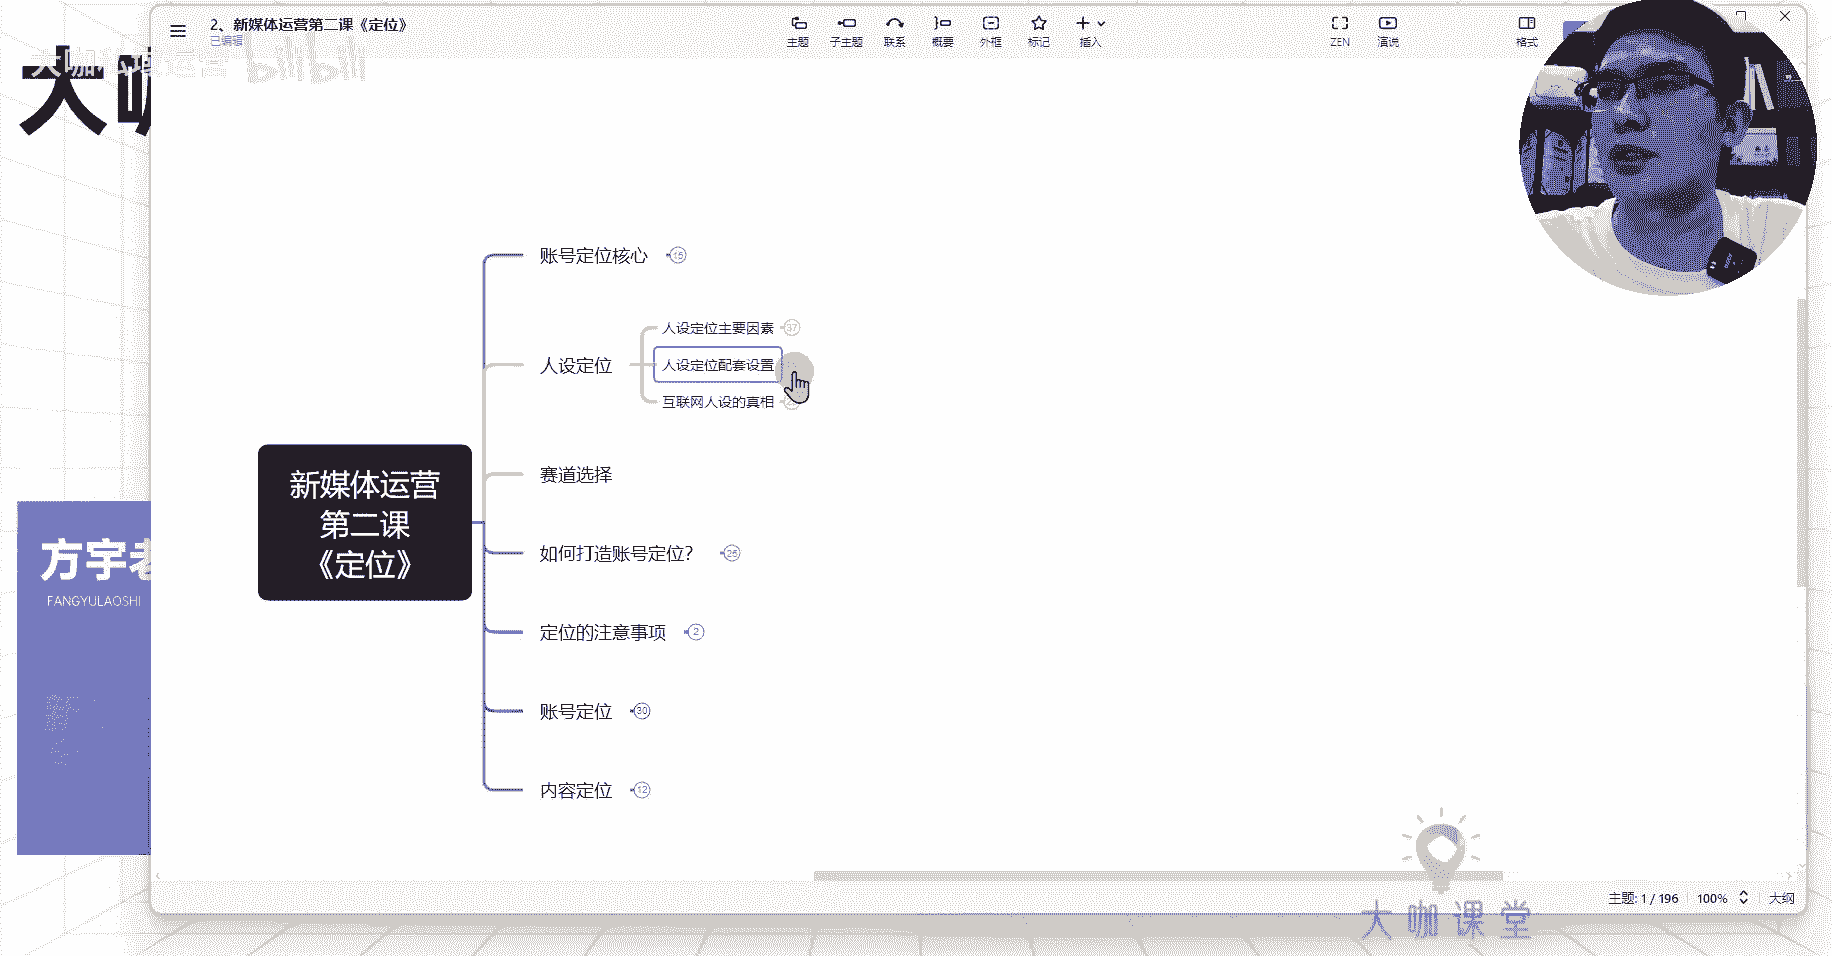 2、新媒体运营第二课《定位》
已编辑
主题
子主题
联系
概要
外框
标记
插入
ZEN
演说
格式
大咖私域运营
bilibili
大咖
账号定位核心
15
人设定位
人设定位主要因素
37
人设定位配套设置
互联网人设的真相
赛道选择
新媒体运营
第二课
《定位》
如何打造账号定位?
25
定位的注意事项
2
账号定位
30
内容定位
12
方宇老
FANGYULAOSHI
主题: 1 / 196
100%
大纲
大咖课堂